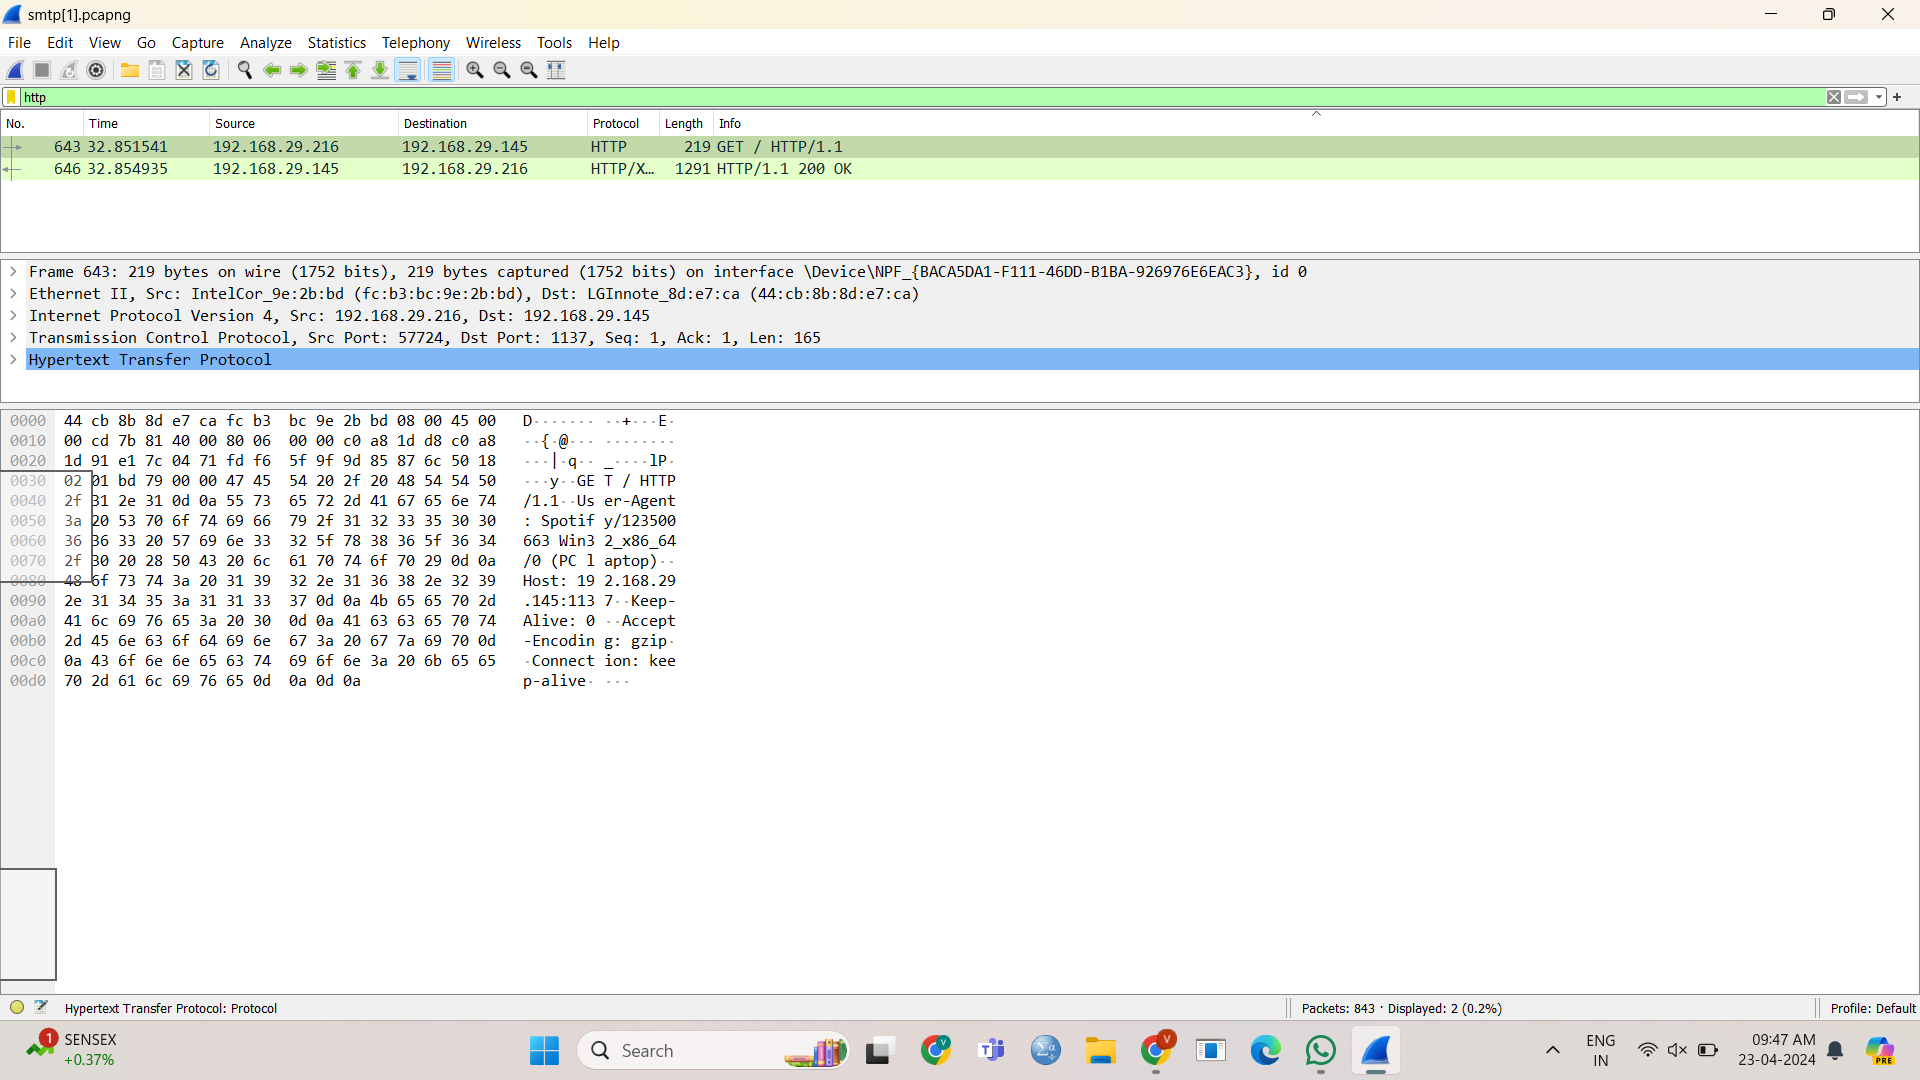 smtp[1].pcapng
File Edit View Go Capture Analyze Statistics Telephony Wireless Tools Help
http
No. Time Source Destination Protocol Length Info
643 32.851541 192.168.29.216 192.168.29.145 HTTP 219 GET / HTTP/1.1
646 32.854935 192.168.29.145 192.168.29.216 HTTP/X… 1291 HTTP/1.1 200 OK
Frame 643: 219 bytes on wire (1752 bits), 219 bytes captured (1752 bits) on interface \Device\NPF_{BACA5DA1-F111-46DD-B1BA-926976E6EAC3}, id 0
Ethernet II, Src: IntelCor_9e:2b:bd (fc:b3:bc:9e:2b:bd), Dst: LGInnote_8d:e7:ca (44:cb:8b:8d:e7:ca)
Internet Protocol Version 4, Src: 192.168.29.216, Dst: 192.168.29.145
Transmission Control Protocol, Src Port: 57724, Dst Port: 1137, Seq: 1, Ack: 1, Len: 165
Hypertext Transfer Protocol
0000 44 cb 8b 8d e7 ca fc b3 bc 9e 2b bd 08 00 45 00 D······· ··+···E·
0010 00 cd 7b 81 40 00 80 06 00 00 c0 a8 1d d8 c0 a8 ··{·@··· ········
0020 1d 91 e1 7c 04 71 fd f6 5f 9f 9d 85 87 6c 50 18 ···|·q·· _····lP·
0030 02 01 bd 79 00 00 47 45 54 20 2f 20 48 54 54 50 ···y··GE T / HTTP
0040 2f 31 2e 31 0d 0a 55 73 65 72 2d 41 67 65 6e 74 /1.1··Us er-Agent
0050 3a 20 53 70 6f 74 69 66 79 2f 31 32 33 35 30 30 : Spotif y/123500
0060 36 36 33 20 57 69 6e 33 32 5f 78 38 36 5f 36 34 663 Win3 2_x86_64
0070 2f 30 20 28 50 43 20 6c 61 70 74 6f 70 29 0d 0a /0 (PC l aptop)··
0080 48 6f 73 74 3a 20 31 39 32 2e 31 36 38 2e 32 39 Host: 19 2.168.29
0090 2e 31 34 35 3a 31 31 33 37 0d 0a 4b 65 65 70 2d .145:113 7··Keep-
00a0 41 6c 69 76 65 3a 20 30 0d 0a 41 63 63 65 70 74 Alive: 0 ··Accept
00b0 2d 45 6e 63 6f 64 69 6e 67 3a 20 67 7a 69 70 0d -Encodin g: gzip·
00c0 0a 43 6f 6e 6e 65 63 74 69 6f 6e 3a 20 6b 65 65 ·Connect ion: kee
00d0 70 2d 61 6c 69 76 65 0d 0a 0d 0a p-alive· ···
Hypertext Transfer Protocol: Protocol Packets: 843 · Displayed: 2 (0.2%) Profile: Default
1 SENSEX
+0.37%
Search
V
V
ENG
IN
09:47 AM
23-04-2024
PRE